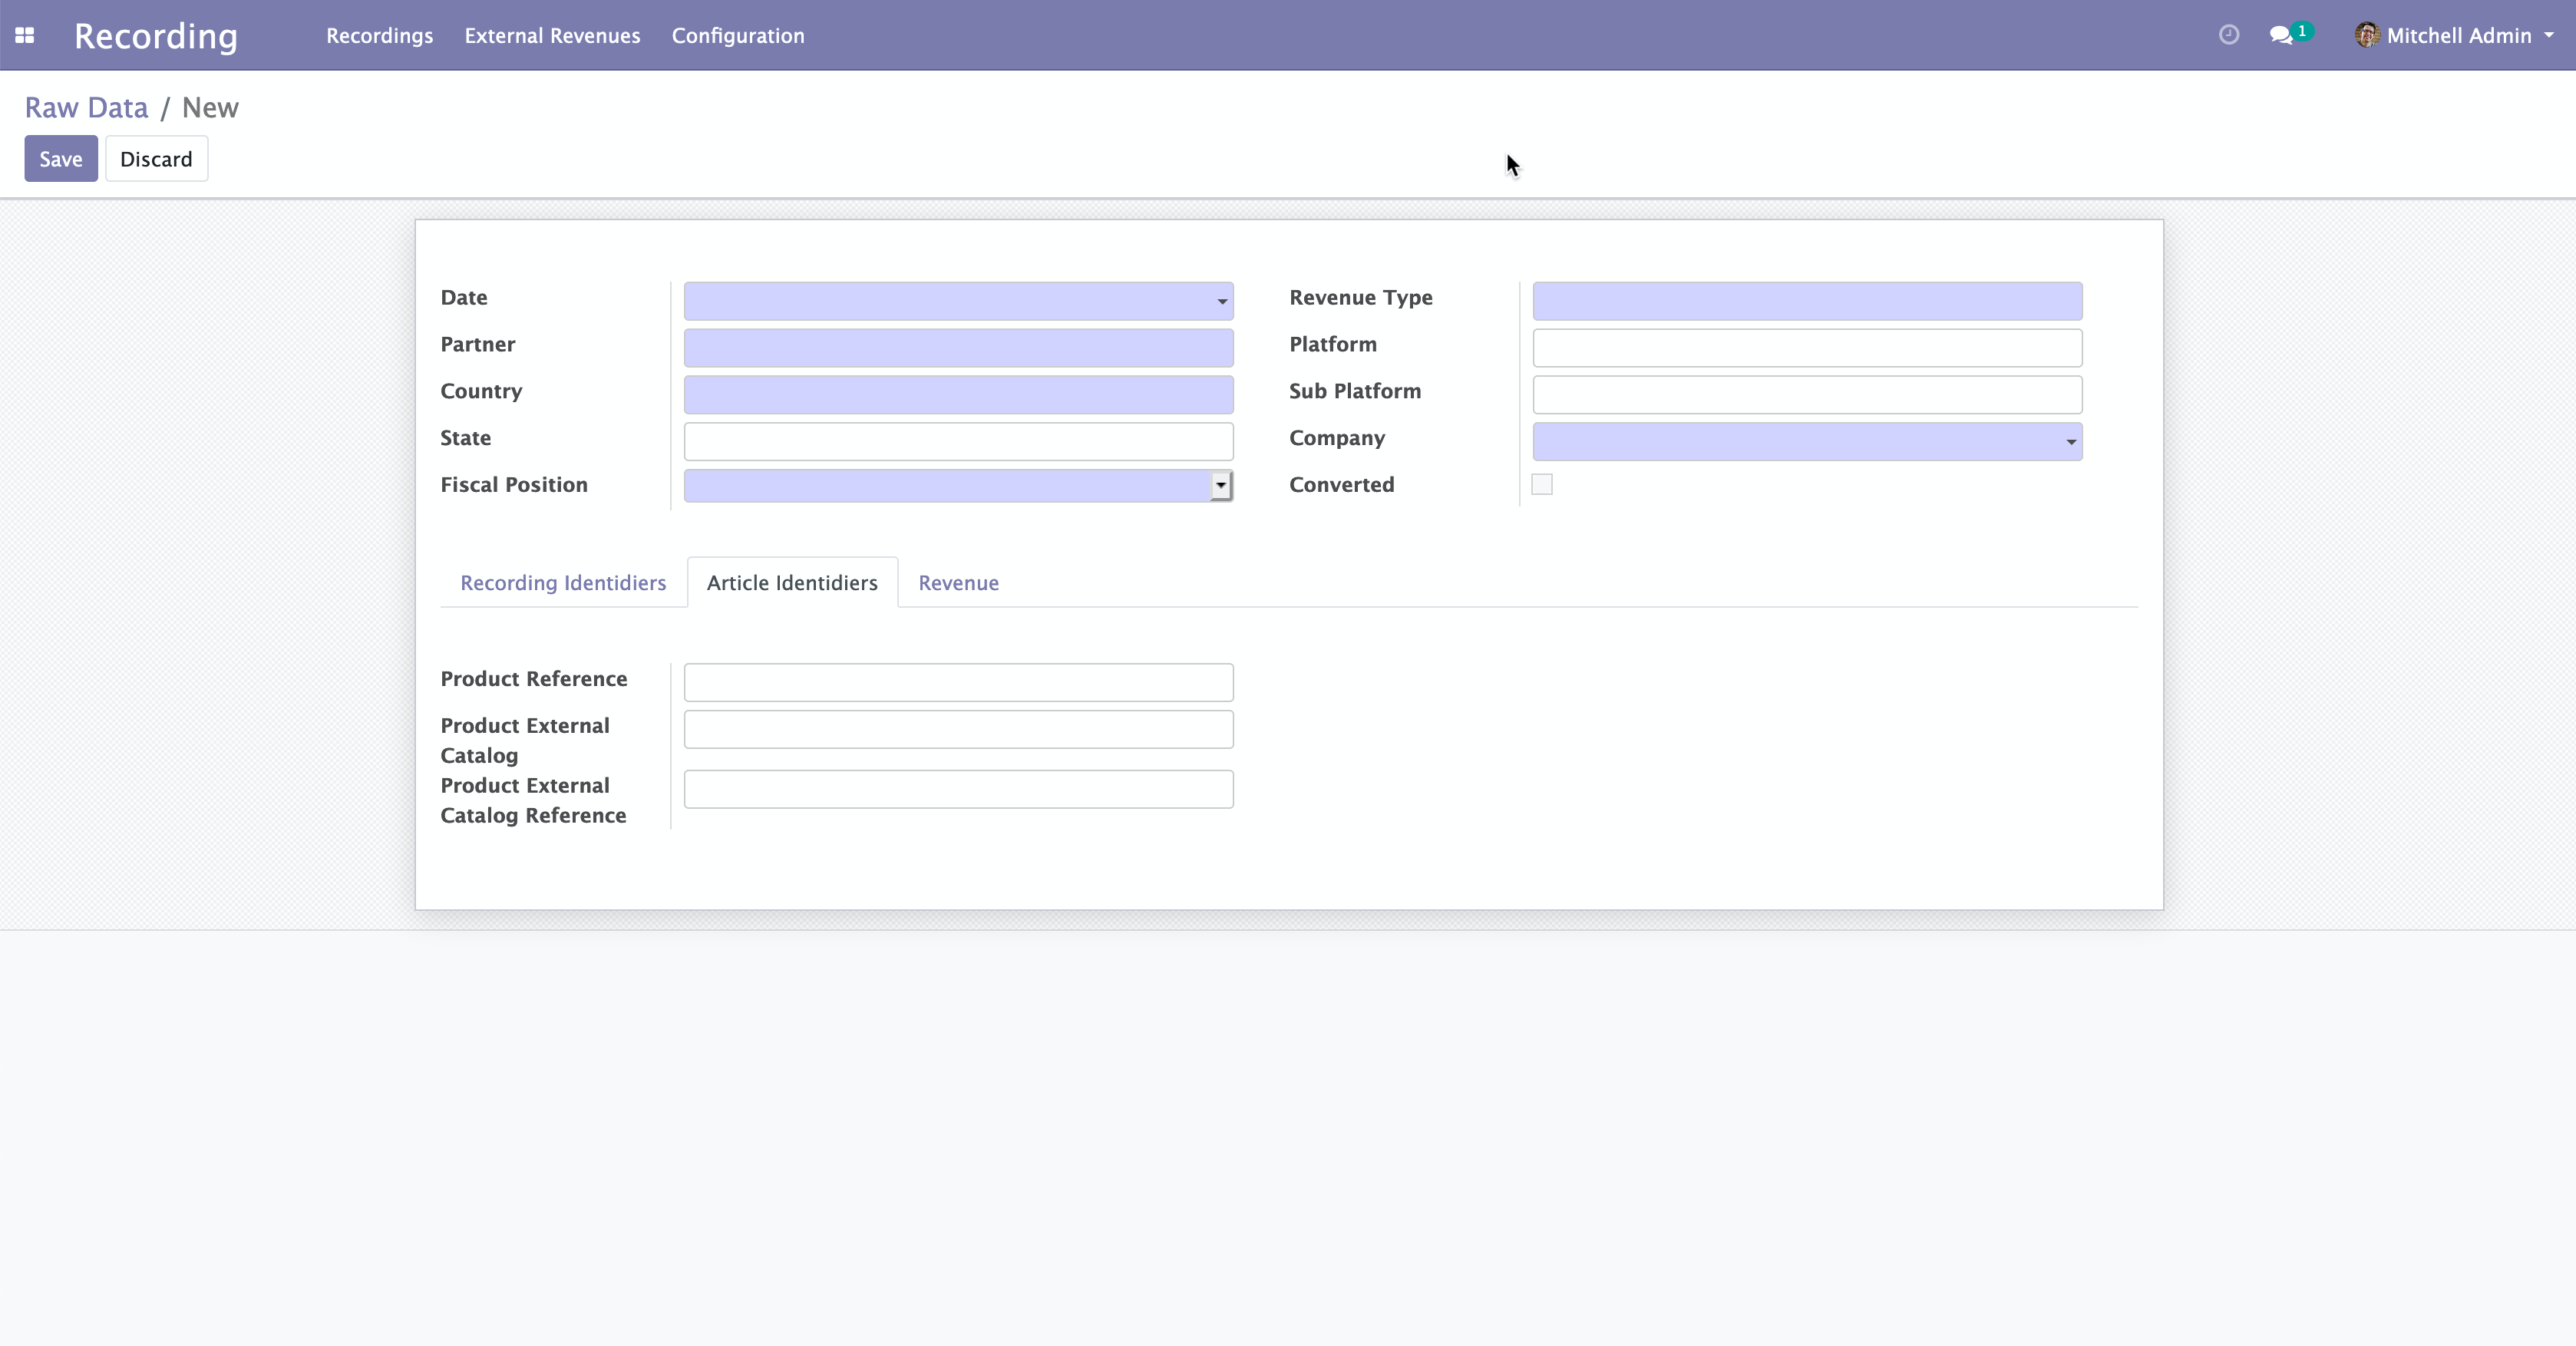 Recording Recordings External Revenues Configuration 1 Mitchell Admin
Raw Data / New
Save Discard
Date Revenue Type
Partner Platform
Country Sub Platform
State Company
Fiscal Position Converted
Recording Identidiers Article Identidiers Revenue
Product Reference
Product External
Catalog
Product External
Catalog Reference